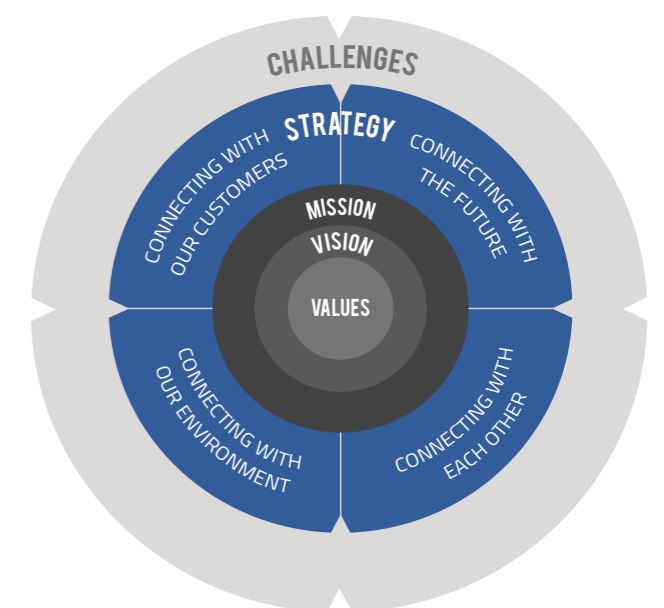 CHALLENGES
STRATEGY
CONNECTING WITH
OUR CUSTOMERS
CONNECTING WITH
THE FUTURE
MISSION
VISION
VALUES
CONNECTING WITH
OUR ENVIRONMENT
CONNECTING WITH
EACH OTHER